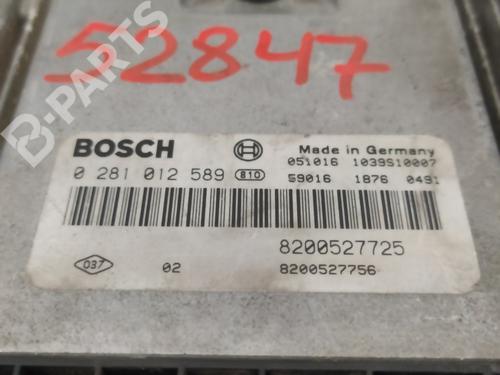 52847
B-PARTS
BOSCH
Made in Germany
051016 1039S10007
0 281 012 589 810
59016 1876 0491
8200527725
037 02 8200527756